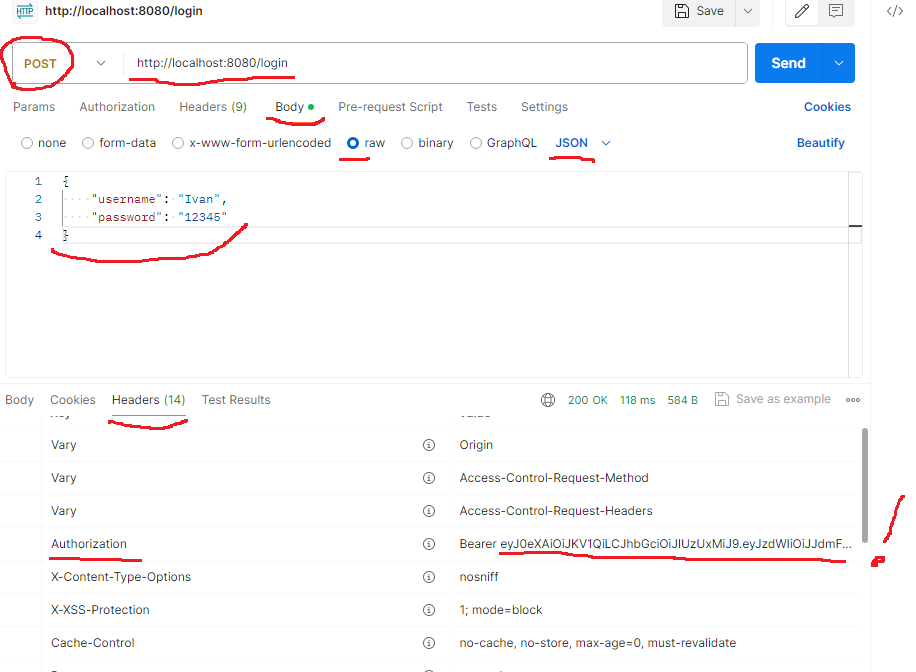 HTTP http://localhost:8080/login Save </>
POST http://localhost:8080/login Send
Params Authorization Headers (9) Body Pre-request Script Tests Settings Cookies
none form-data x-www-form-urlencoded raw binary GraphQL JSON Beautify
1 {
2 "username": "Ivan",
3 "password": "12345"
4 }
Body Cookies Headers (14) Test Results 200 OK 118 ms 584 B Save as example
Vary Origin
Vary Access-Control-Request-Method
Vary Access-Control-Request-Headers
Authorization Bearer eyJ0eXAiOiJKV1QiLCJhbGciOiJIUzUxMiJ9.eyJzdWIiOiJJdmF...
X-Content-Type-Options nosniff
X-XSS-Protection 1; mode=block
Cache-Control no-cache, no-store, max-age=0, must-revalidate